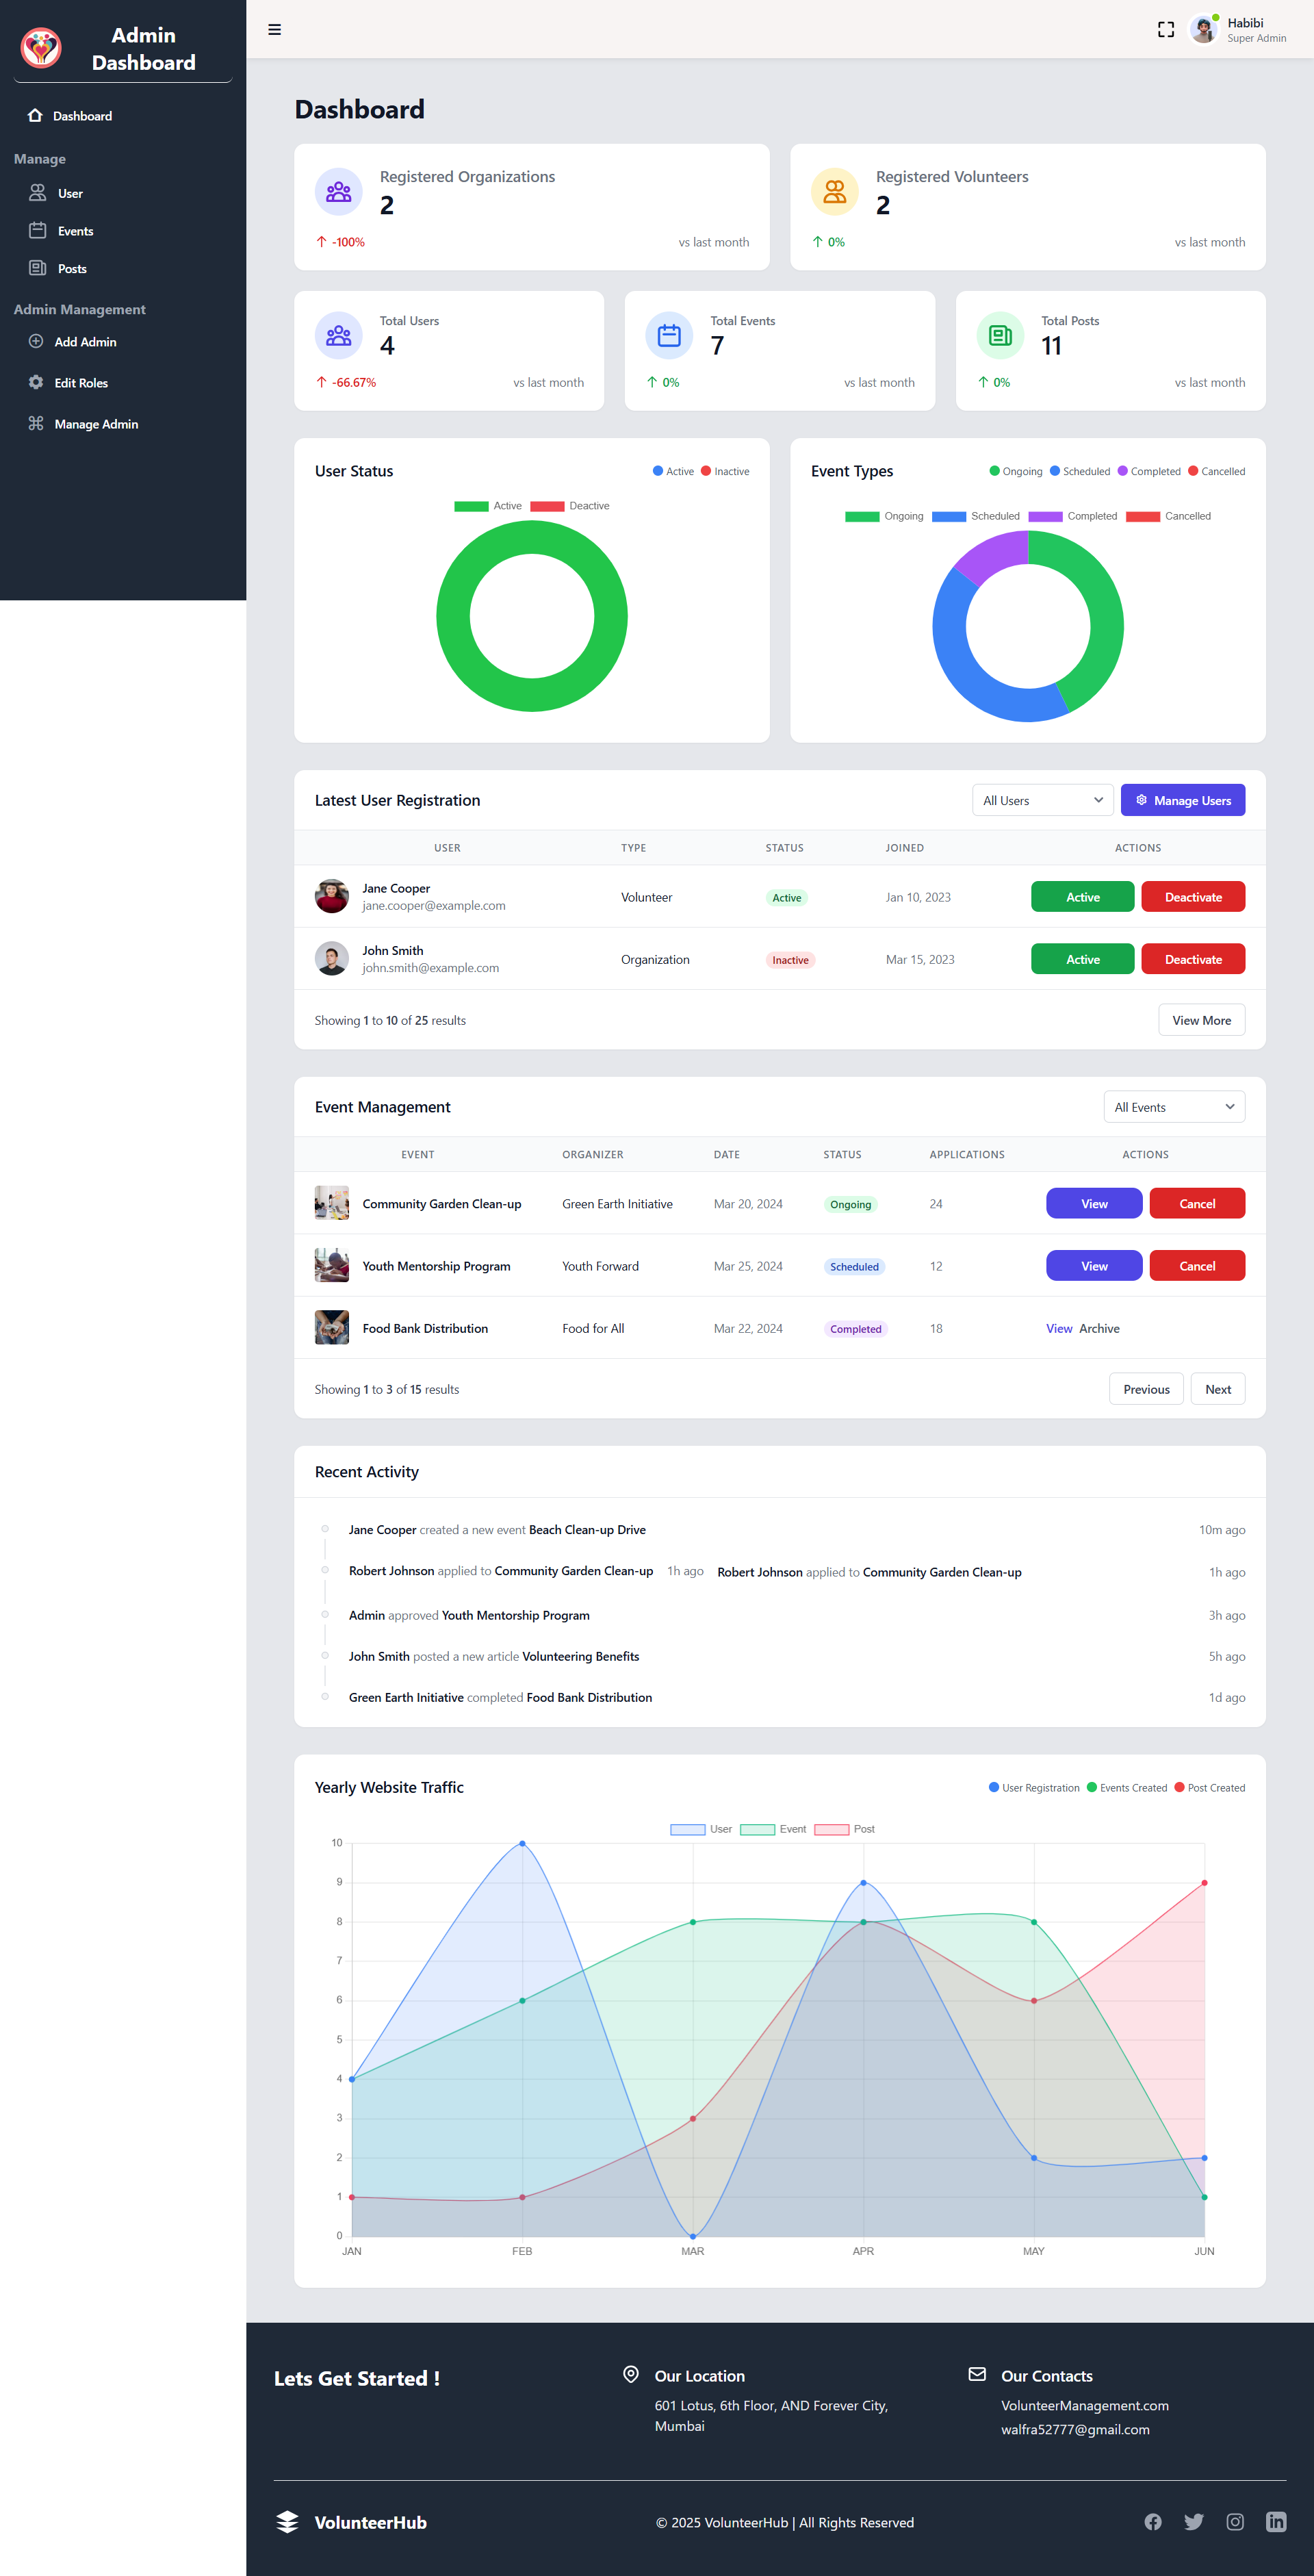 Admin
Dashboard
Dashboard
Manage
User
Events
Posts
Admin Management
Add Admin
Edit Roles
Manage Admin
Habibi
Super Admin
Dashboard
Registered Organizations
2
-100%
vs last month
Registered Volunteers
2
0%
vs last month
Total Users
4
-66.67%
vs last month
Total Events
7
0%
vs last month
Total Posts
11
0%
vs last month
User Status
Active Inactive
Active Deactive
Event Types
Ongoing Scheduled Completed Cancelled
Ongoing Scheduled Completed Cancelled
Latest User Registration
All Users
Manage Users
USER TYPE STATUS JOINED ACTIONS
Jane Cooper
jane.cooper@example.com
Volunteer Active Jan 10, 2023 Active Deactivate
John Smith
john.smith@example.com
Organization Inactive Mar 15, 2023 Active Deactivate
Showing 1 to 10 of 25 results
View More
Event Management
All Events
EVENT ORGANIZER DATE STATUS APPLICATIONS ACTIONS
Community Garden Clean-up Green Earth Initiative Mar 20, 2024 Ongoing 24 View Cancel
Youth Mentorship Program Youth Forward Mar 25, 2024 Scheduled 12 View Cancel
Food Bank Distribution Food for All Mar 22, 2024 Completed 18 View Archive
Showing 1 to 3 of 15 results
Previous Next
Recent Activity
Jane Cooper created a new event Beach Clean-up Drive 10m ago
Robert Johnson applied to Community Garden Clean-up 1h ago Robert Johnson applied to Community Garden Clean-up 1h ago
Admin approved Youth Mentorship Program 3h ago
John Smith posted a new article Volunteering Benefits 5h ago
Green Earth Initiative completed Food Bank Distribution 1d ago
Yearly Website Traffic
User Registration Events Created Post Created
User Event Post
10
9
8
7
6
5
4
3
2
1
0
JAN FEB MAR APR MAY JUN
Lets Get Started !
Our Location
601 Lotus, 6th Floor, AND Forever City,
Mumbai
Our Contacts
VolunteerManagement.com
walfra52777@gmail.com
VolunteerHub
© 2025 VolunteerHub | All Rights Reserved